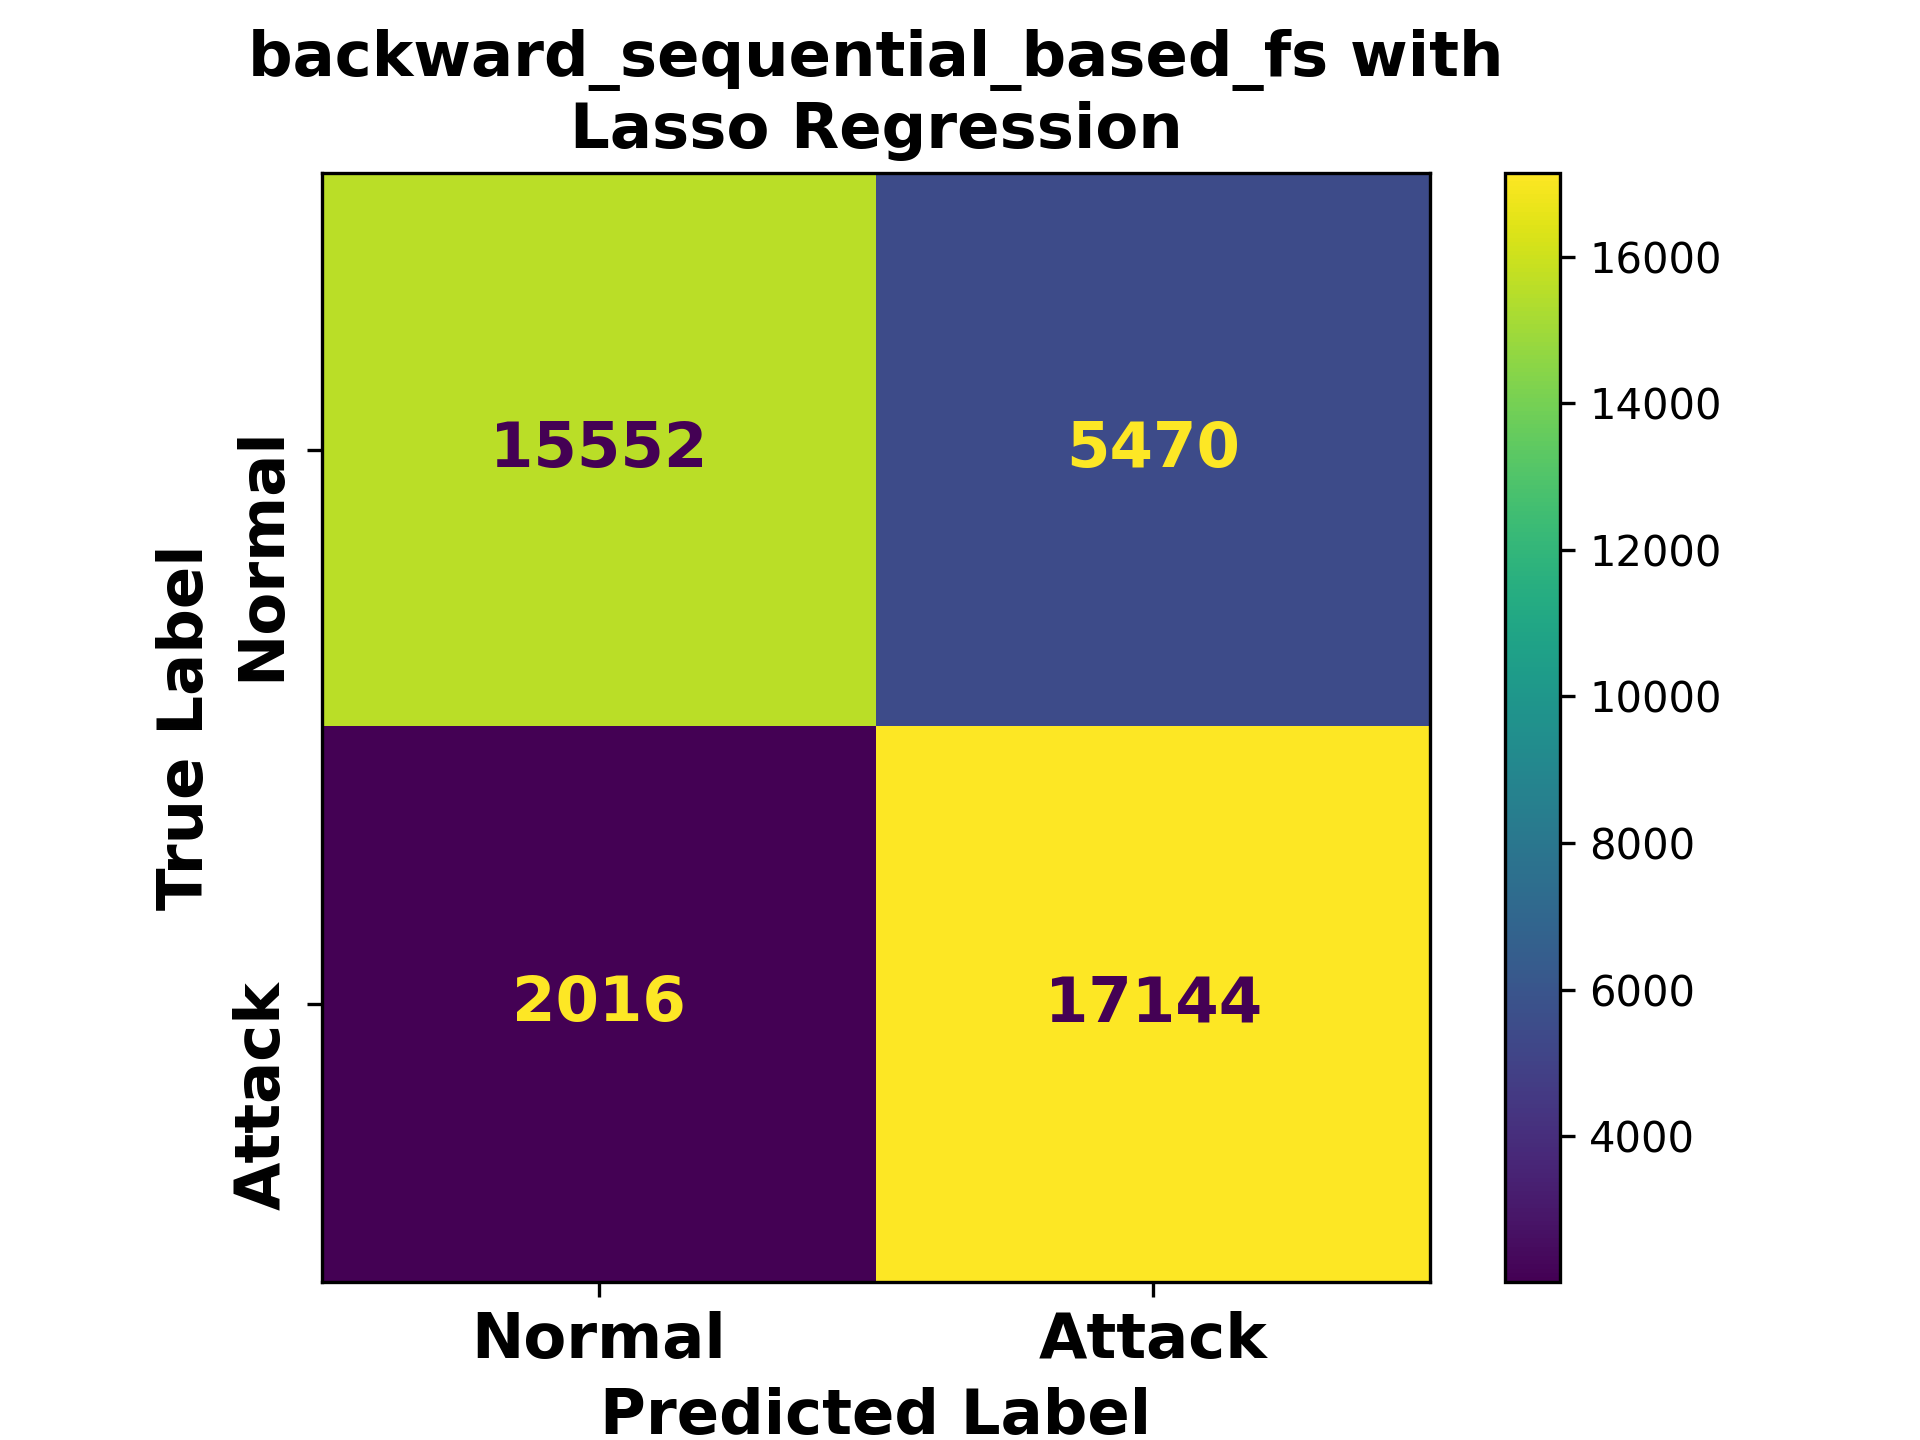 backward_sequential_based_fs with
Lasso Regression
True Label
Normal
Attack
15552
5470
2016
17144
Normal
Attack
Predicted Label
16000
14000
12000
10000
8000
6000
4000